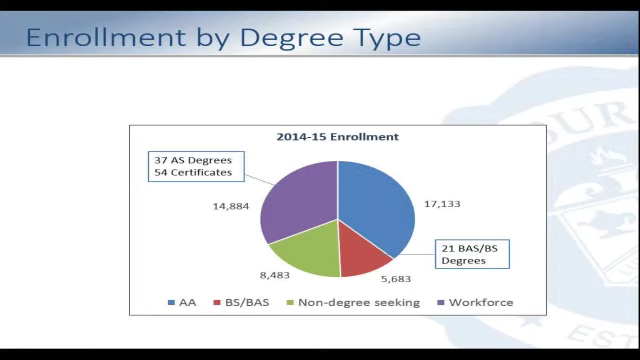 Enrollment by Degree Type
2014-15 Enrollment
37 AS Degrees
54 Certificates
14,884
17,133
21 BAS/BS
Degrees
8,483
5,683
AA BS/BAS Non-degree seeking Workforce